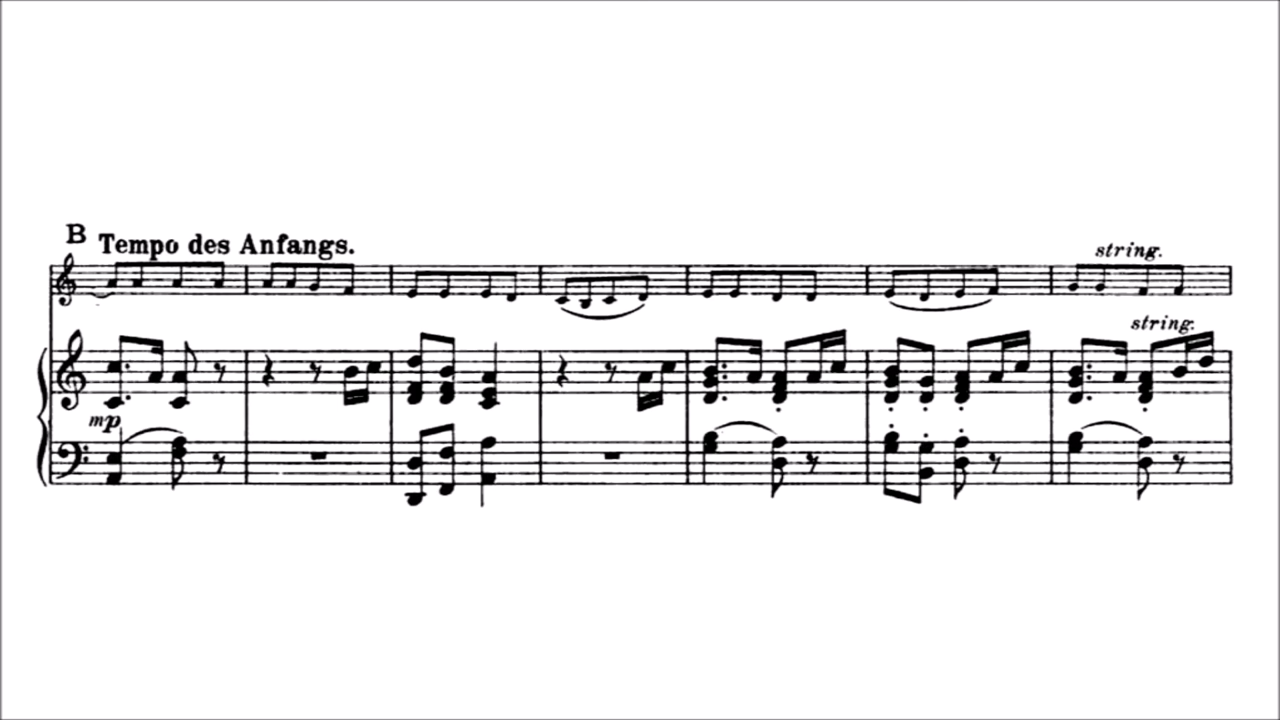 B
Tempo des Anfangs.
string.
string.
mp